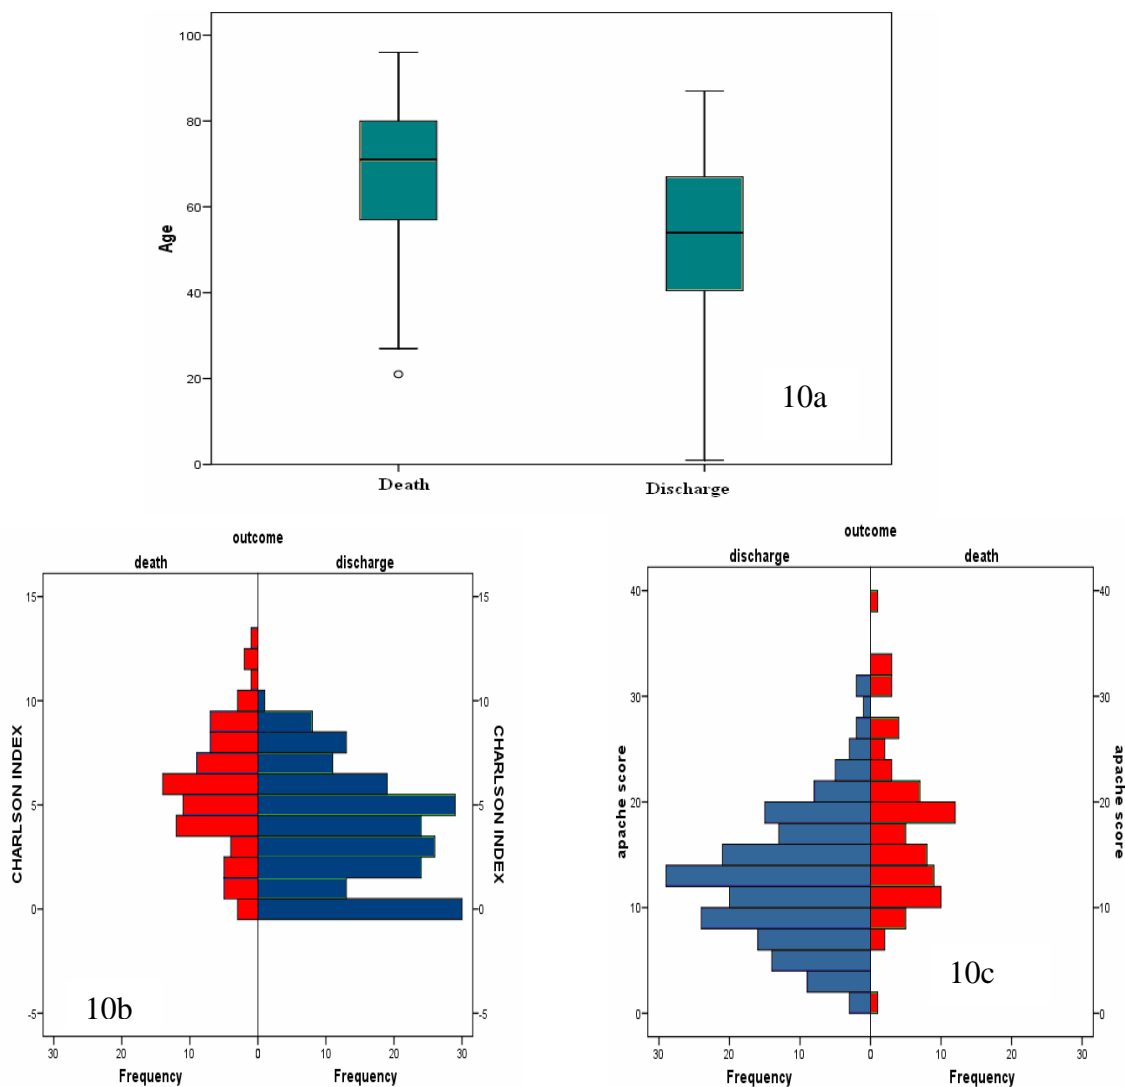 100
80
60
40
20
0
Age
Death
Discharge
10a
outcome
death
discharge
15
10
5
0
-5
CHARLSON INDEX
15
10
5
0
-5
CHARLSON INDEX
10b
30
20
10
0
10
20
30
Frequency
Frequency
outcome
discharge
death
40
30
20
10
0
apache score
40
30
20
10
0
apache score
10c
30
20
10
0
10
20
30
Frequency
Frequency